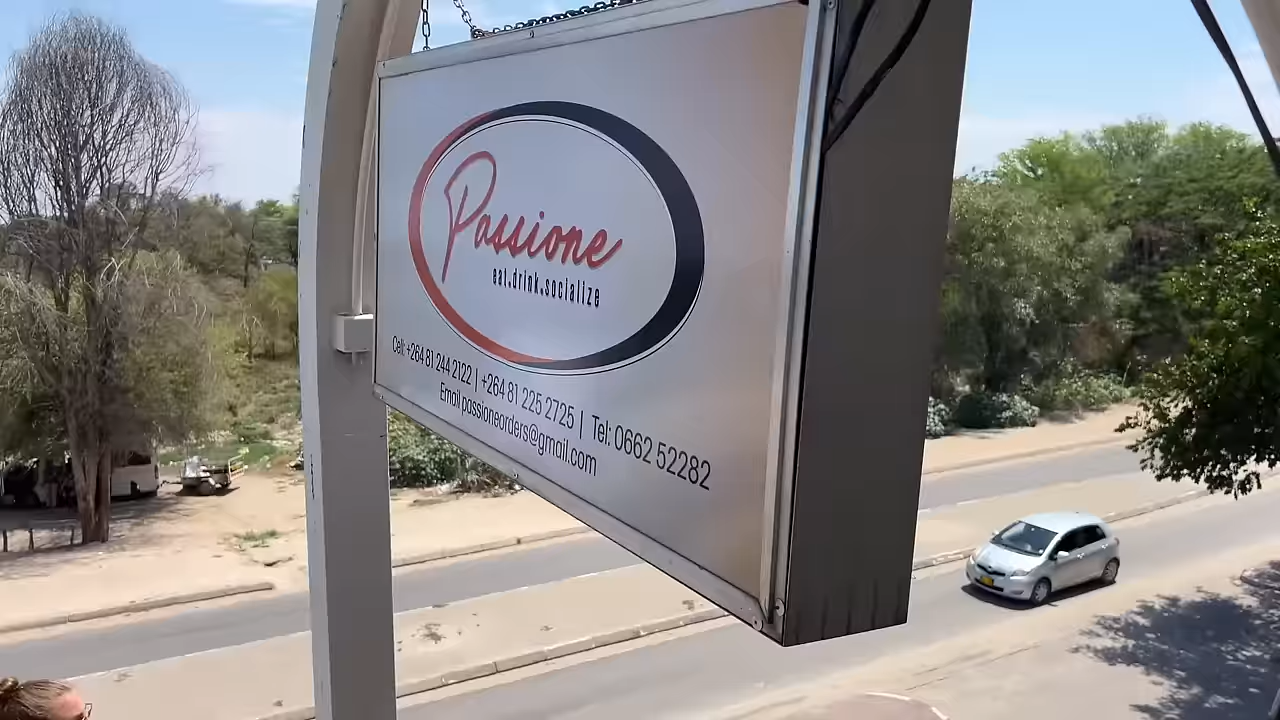 Passione
eat.drink.socialize
Cell: +264 81 244 2122 | +264 81 225 2725 | Tel: 0662 52282
Email passioneorders@gmail.com